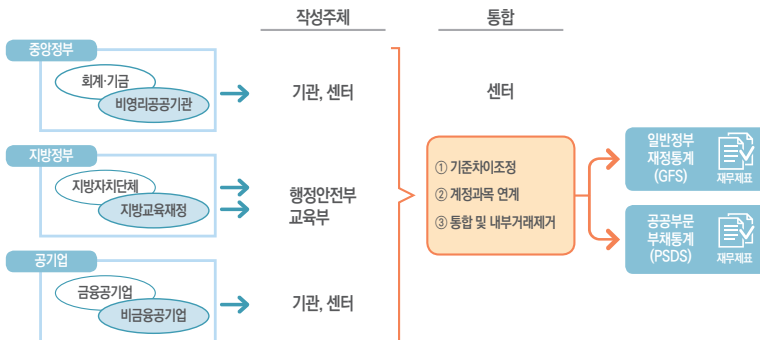 작성주체
통합
중앙정부
회계·기금
비영리공공기관
기관, 센터
센터
지방정부
지방자치단체
지방교육재정
행정안전부
교육부
① 기준차이조정
② 계정과목 연계
③ 통합 및 내부거래제거
일반정부
재정통계
(GFS)
재무제표
공공부문
부채통계
(PSDS)
재무제표
공기업
금융공기업
비금융공기업
기관, 센터